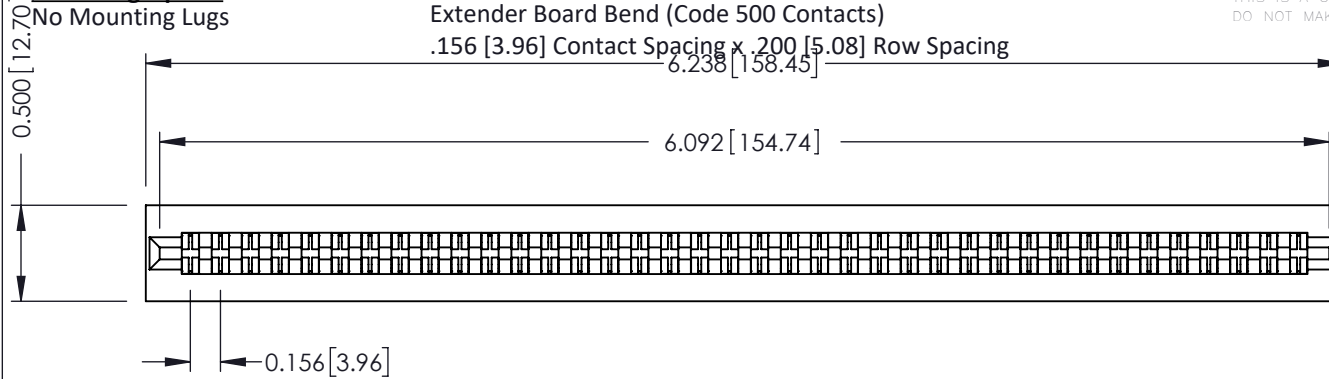 No Mounting Lugs
Extender Board Bend (Code 500 Contacts)
DO NOT MAK
.156 [3.96] Contact Spacing x .200 [5.08] Row Spacing
6.238[158.45]
0.500[12.70
6.092[154.74]
0.156[3.96]